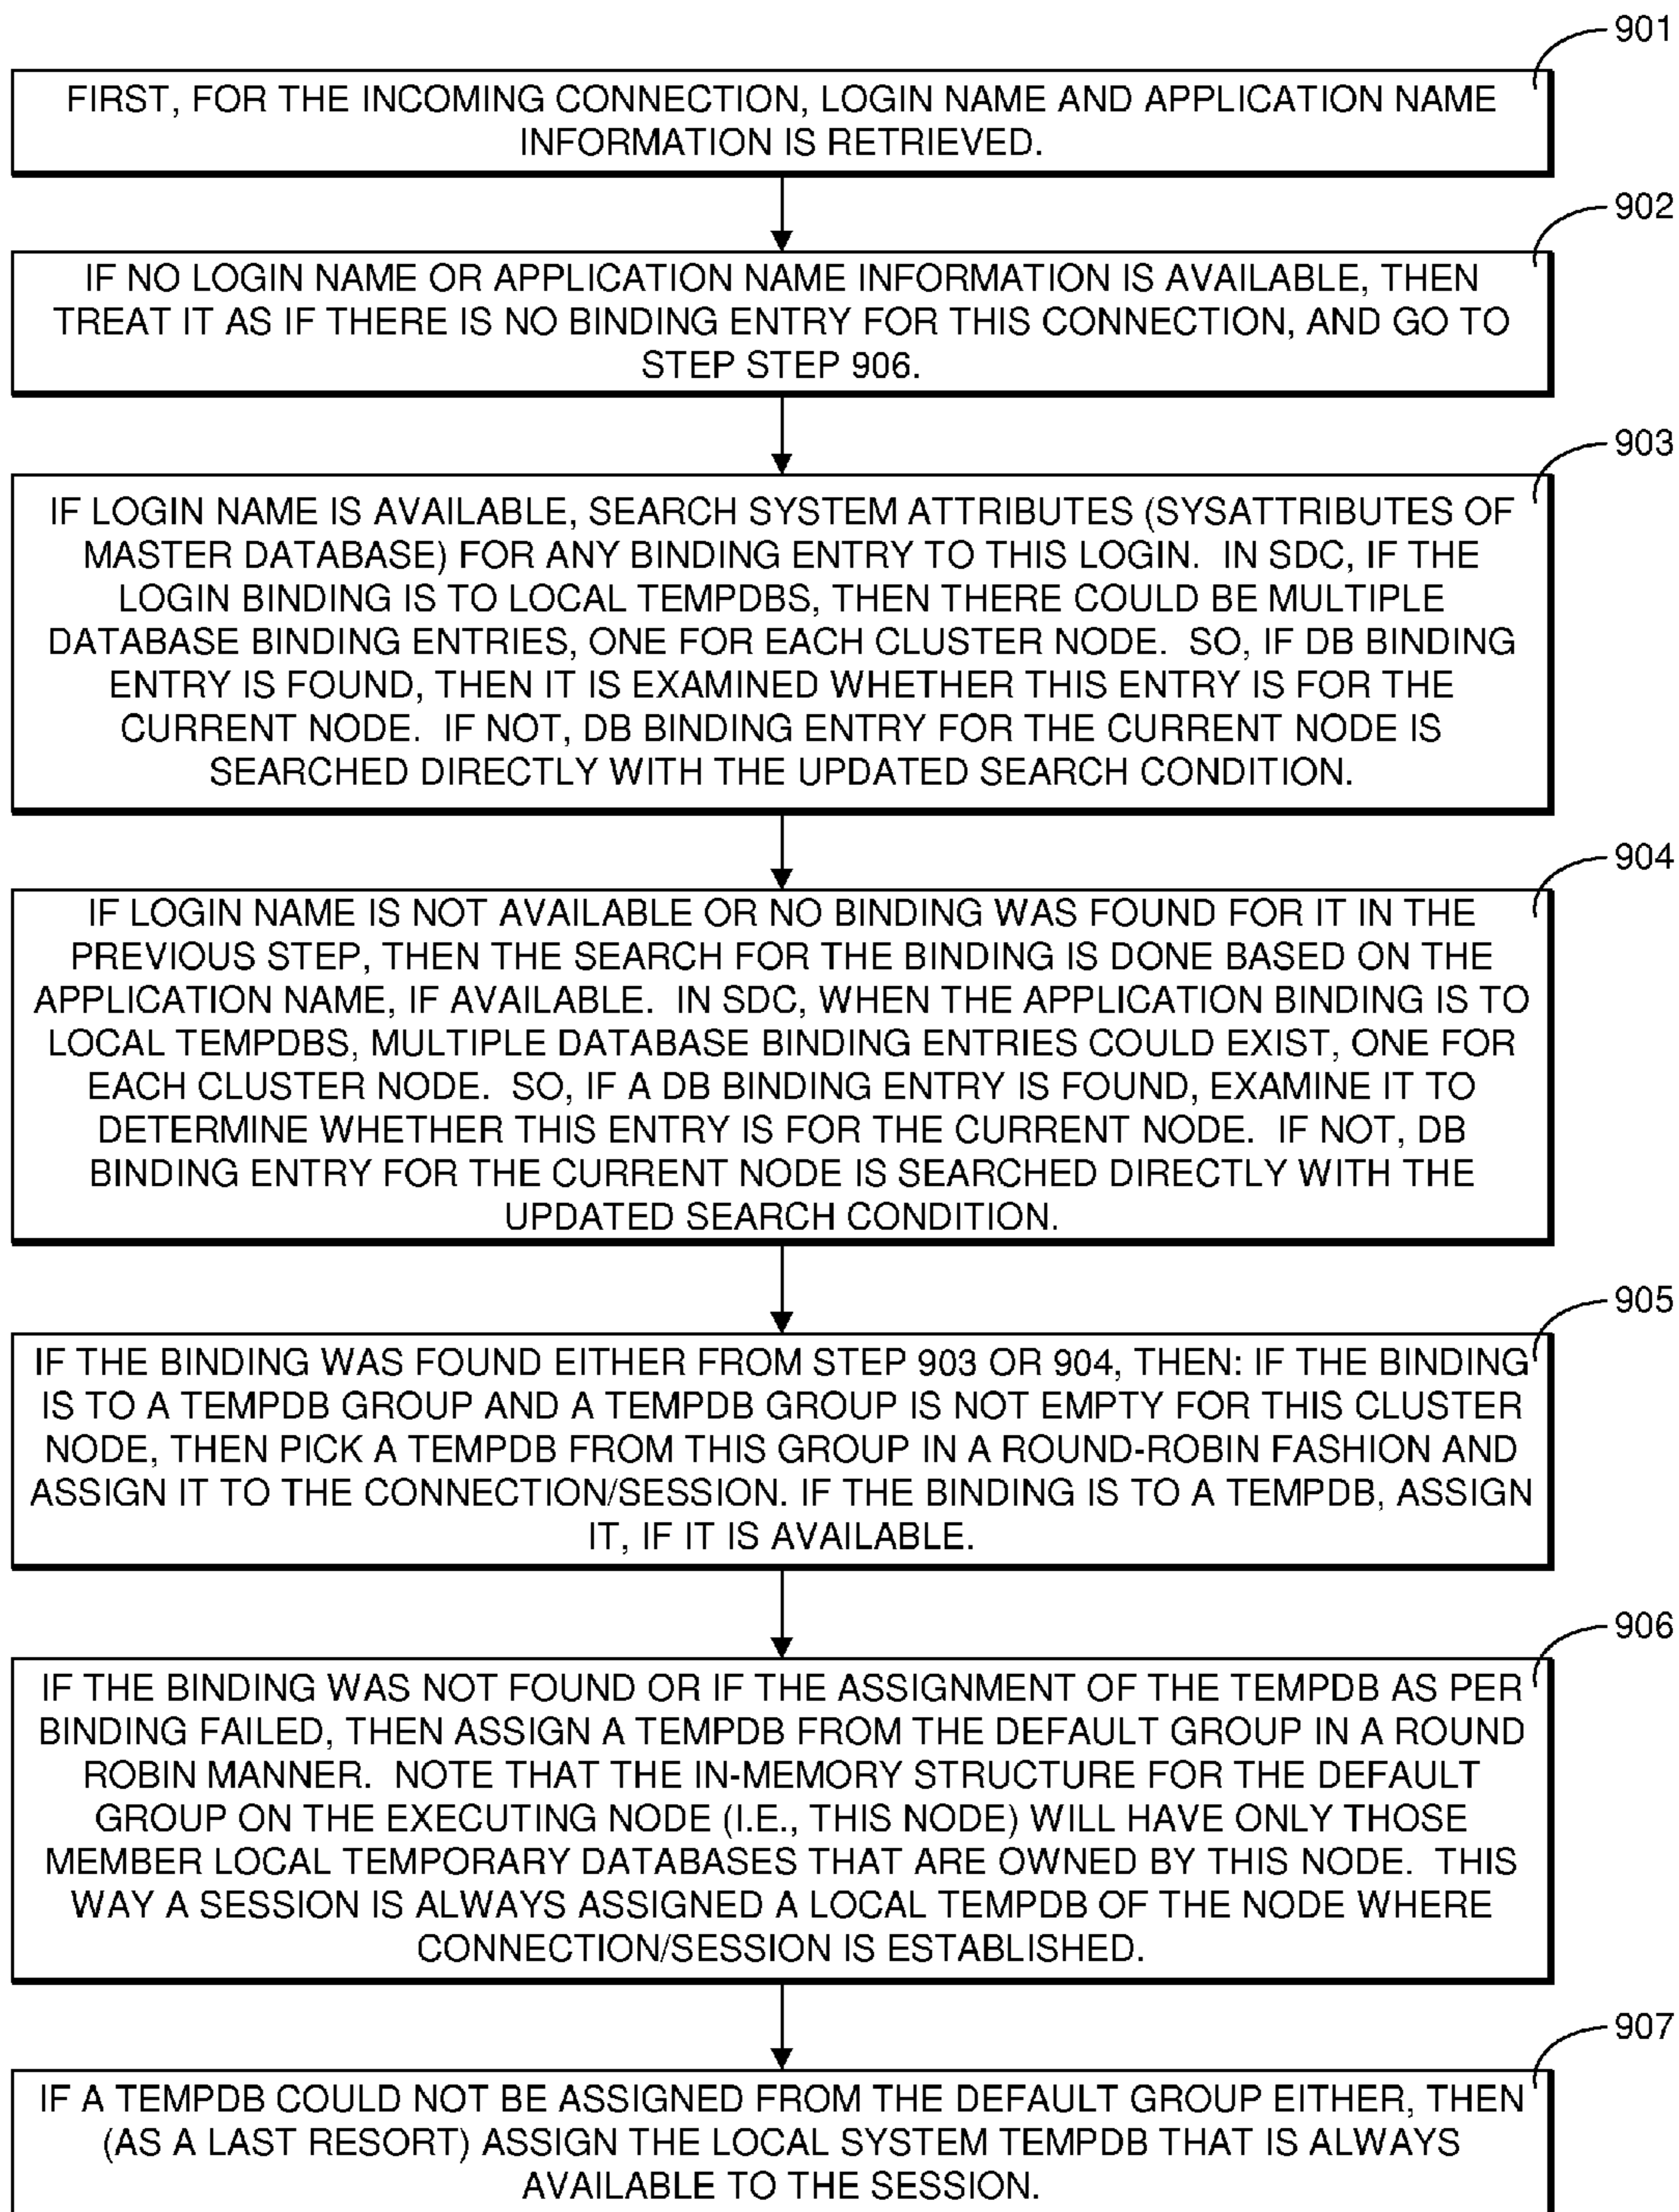 901
FIRST, FOR THE INCOMING CONNECTION, LOGIN NAME AND APPLICATION NAME
INFORMATION IS RETRIEVED.
902
IF NO LOGIN NAME OR APPLICATION NAME INFORMATION IS AVAILABLE, THEN
TREAT IT AS IF THERE IS NO BINDING ENTRY FOR THIS CONNECTION, AND GO TO
STEP STEP 906.
903
IF LOGIN NAME IS AVAILABLE, SEARCH SYSTEM ATTRIBUTES (SYSATTRIBUTES OF
MASTER DATABASE) FOR ANY BINDING ENTRY TO THIS LOGIN. IN SDC, IF THE
LOGIN BINDING IS TO LOCAL TEMPDBS, THEN THERE COULD BE MULTIPLE
DATABASE BINDING ENTRIES, ONE FOR EACH CLUSTER NODE. SO, IF DB BINDING
ENTRY IS FOUND, THEN IT IS EXAMINED WHETHER THIS ENTRY IS FOR THE
CURRENT NODE. IF NOT, DB BINDING ENTRY FOR THE CURRENT NODE IS
SEARCHED DIRECTLY WITH THE UPDATED SEARCH CONDITION.
904
IF LOGIN NAME IS NOT AVAILABLE OR NO BINDING WAS FOUND FOR IT IN THE
PREVIOUS STEP, THEN THE SEARCH FOR THE BINDING IS DONE BASED ON THE
APPLICATION NAME, IF AVAILABLE. IN SDC, WHEN THE APPLICATION BINDING IS TO
LOCAL TEMPDBS, MULTIPLE DATABASE BINDING ENTRIES COULD EXIST, ONE FOR
EACH CLUSTER NODE. SO, IF A DB BINDING ENTRY IS FOUND, EXAMINE IT TO
DETERMINE WHETHER THIS ENTRY IS FOR THE CURRENT NODE. IF NOT, DB
BINDING ENTRY FOR THE CURRENT NODE IS SEARCHED DIRECTLY WITH THE
UPDATED SEARCH CONDITION.
905
IF THE BINDING WAS FOUND EITHER FROM STEP 903 OR 904, THEN: IF THE BINDING
IS TO A TEMPDB GROUP AND A TEMPDB GROUP IS NOT EMPTY FOR THIS CLUSTER
NODE, THEN PICK A TEMPDB FROM THIS GROUP IN A ROUND-ROBIN FASHION AND
ASSIGN IT TO THE CONNECTION/SESSION. IF THE BINDING IS TO A TEMPDB, ASSIGN
IT, IF IT IS AVAILABLE.
906
IF THE BINDING WAS NOT FOUND OR IF THE ASSIGNMENT OF THE TEMPDB AS PER
BINDING FAILED, THEN ASSIGN A TEMPDB FROM THE DEFAULT GROUP IN A ROUND
ROBIN MANNER. NOTE THAT THE IN-MEMORY STRUCTURE FOR THE DEFAULT
GROUP ON THE EXECUTING NODE (I.E., THIS NODE) WILL HAVE ONLY THOSE
MEMBER LOCAL TEMPORARY DATABASES THAT ARE OWNED BY THIS NODE. THIS
WAY A SESSION IS ALWAYS ASSIGNED A LOCAL TEMPDB OF THE NODE WHERE
CONNECTION/SESSION IS ESTABLISHED.
907
IF A TEMPDB COULD NOT BE ASSIGNED FROM THE DEFAULT GROUP EITHER, THEN
(AS A LAST RESORT) ASSIGN THE LOCAL SYSTEM TEMPDB THAT IS ALWAYS
AVAILABLE TO THE SESSION.